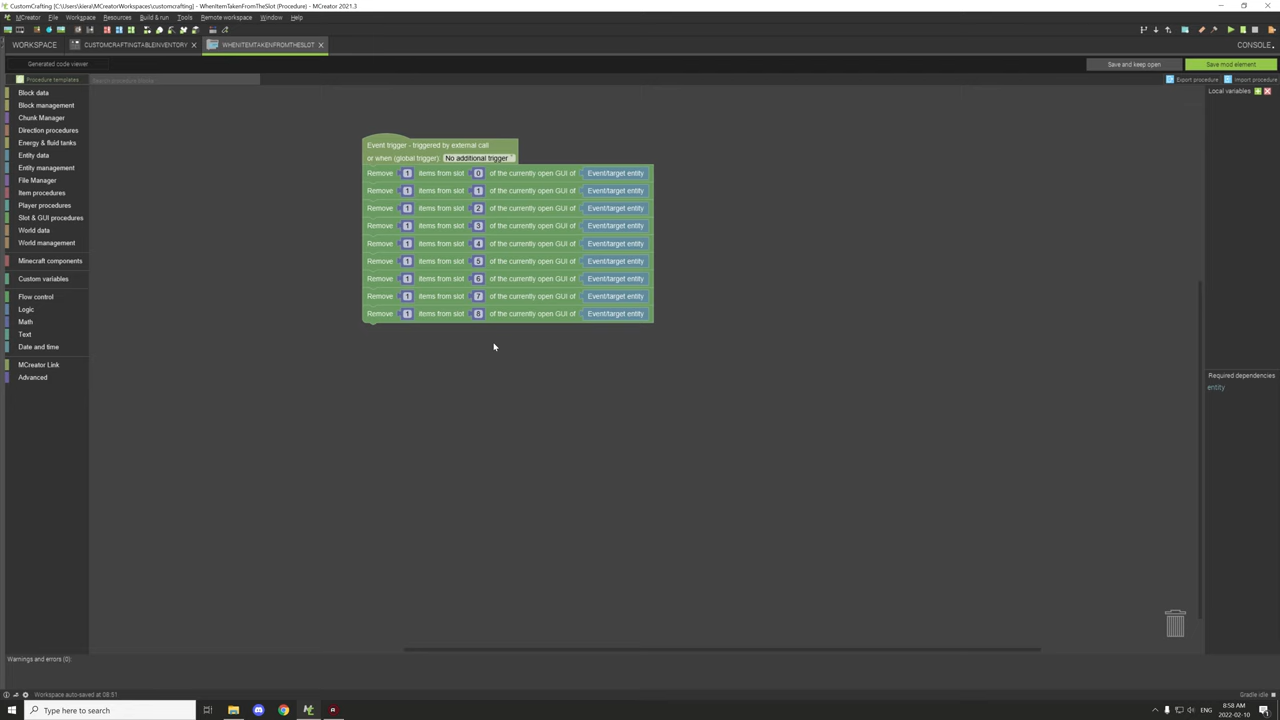 CustomCrafting [C:\Users\kiera\MCreatorWorkspaces\customcrafting] - WhenItemTakenFromTheSlot (Procedure) - MCreator 2021.3
MCreator File Workspace Resources Build & run Tools Remote workspace Window Help
WORKSPACE CUSTOMCRAFTINGTABLEINVENTORY WHENITEMTAKENFROMTHESLOT CONSOLE
Generated code viewer Save and keep open Save mod element
Procedure templates Search procedure blocks Export procedure Import procedure
Local variables
Block data
Block management
Chunk Manager
Direction procedures
Energy & fluid tanks
Entity data
Entity management
File Manager
Item procedures
Player procedures
Slot & GUI procedures
World data
World management
Minecraft components
Custom variables
Flow control
Logic
Math
Text
Date and time
MCreator Link
Advanced
Event trigger - triggered by external call
or when (global trigger): No additional trigger
Remove 1 items from slot 0 of the currently open GUI of Event/target entity
Remove 1 items from slot 1 of the currently open GUI of Event/target entity
Remove 1 items from slot 2 of the currently open GUI of Event/target entity
Remove 1 items from slot 3 of the currently open GUI of Event/target entity
Remove 1 items from slot 4 of the currently open GUI of Event/target entity
Remove 1 items from slot 5 of the currently open GUI of Event/target entity
Remove 1 items from slot 6 of the currently open GUI of Event/target entity
Remove 1 items from slot 7 of the currently open GUI of Event/target entity
Remove 1 items from slot 8 of the currently open GUI of Event/target entity
Required dependencies
entity
Warnings and errors (0):
Workspace auto-saved at 08:51 Gradle idle
Type here to search ENG 8:58 AM
2022-02-10